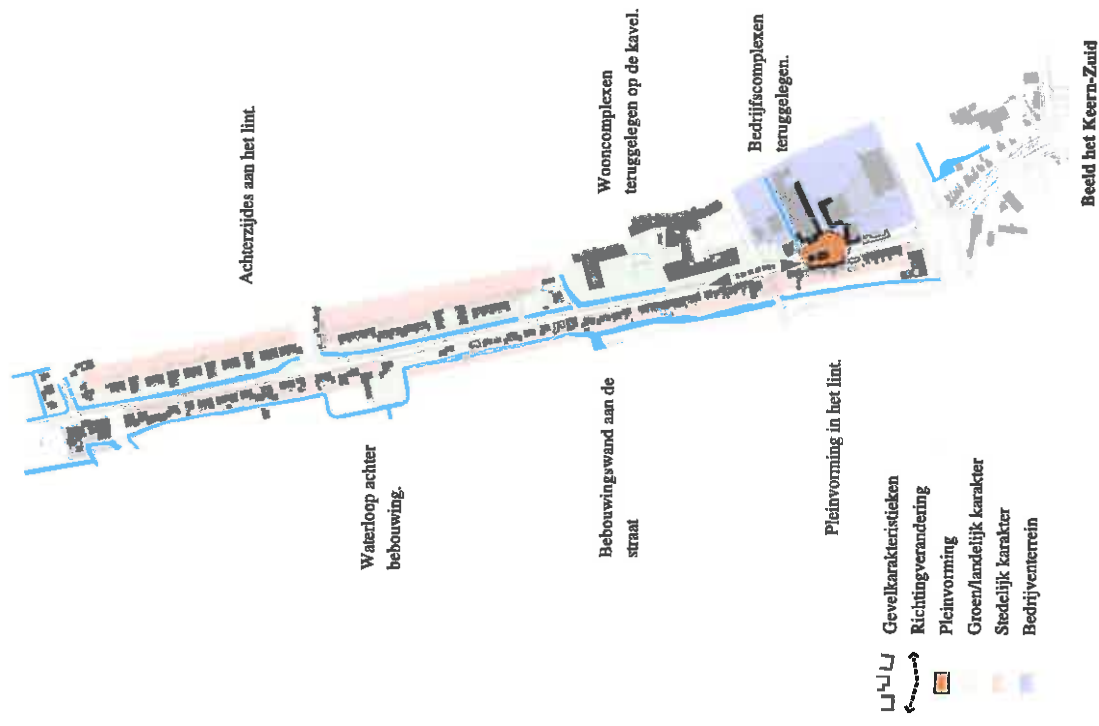 Achterzijdes aan het lint.
Wooncomplexen
teruggelegen op de kavel.
Bedrijfscomplexen
teruggelegen.
Waterloop achter
bebouwing.
Bebouwingswand aan de
straat
Pleinvorming in het lint.
Gevelkarakteristieken
Richtingverandering
Pleinvorming
Groen/landelijk karakter
Stedelijk karakter
Bedrijventerrein
Beeld het Keern-Zuid